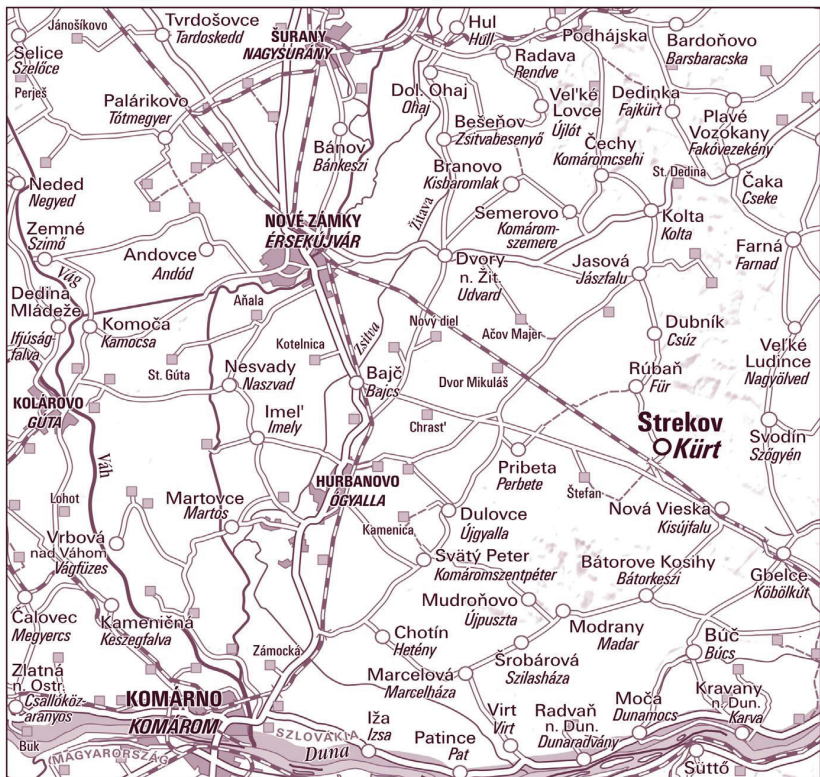 Jánošíkovo
Tvrdošovce
Tardoskedd
Hul
Hull
ŠURANY
NAGYSURÁNY
Podhájska
Bardoňovo
Barsbaracska
Selice
Szelőce
Radava
Rendve
Perješ
Dol. Ohaj
Ohaj
Palárikovo
Tótmegyer
Veľké
Lovce
Újlót
Dedinka
Fajkürt
Plavé
Vozokany
Fakóvezekény
Bešeňov
Zsitvabesenyő
Bánov
Bánkeszi
Čechy
Komáromcsehi
Branovo
Kisbaromlak
St. Dedina
Neded
Negyed
Čaka
Cseke
Semerovo
Komárom-
szemere
Kolta
Kolta
NOVÉ ZÁMKY
ÉRSEKÚJVÁR
Žitava
Zemné
Szimő
Andovce
Andód
Vág
Dvory
n. Žit.
Udvard
Jasová
Jászfalu
Farná
Farnad
Dedina
Mládeže
Ifjúság-
falva
Komoča
Kamocsa
Aňala
Nový diel
Ačov Majer
Dubník
Csúz
Kotelnica
Zsitva
Veľké
Ludince
Nagyölved
St. Gúta
Nesvady
Naszvad
Bajč
Bajcs
Dvor Mikuláš
Rúbaň
Für
KOLÁROVO
GUTA
Imel'
Imely
Chrast'
Strekov
Kürt
Svodín
Szőgyén
Váh
Pribeta
Perbete
HURBANOVO
ÓGYALLA
Štefan
Lohot
Martovce
Martos
Nová Vieska
Kisújfalu
Dulovce
Újgyalla
Kamenica
Vrbová
nad Váhom
Vágfüzes
Svätý Peter
Komáromszentpéter
Bátorove Kosihy
Bátorkeszi
Gbelce
Köbölkút
Čalovec
Megyercs
Kameničná
Keszegfalva
Mudroňovo
Újpuszta
Modrany
Madar
Chotín
Hetény
Búč
Búcs
Zámocká
Šrobárová
Szilasháza
Zlatná
n. Ostr.
Csallóköz-
aranyos
Marcelová
Marcelháza
KOMÁRNO
KOMÁROM
Moča
Dunamocs
Kravany
n. Dun.
Karva
Iža
Izsa
Virt
Virt
Radvaň
n. Dun.
Dunaradvány
SZLOVÁKIA
Buk
MAGYARORSZÁG
Duna
Patince
Pat
Süttő